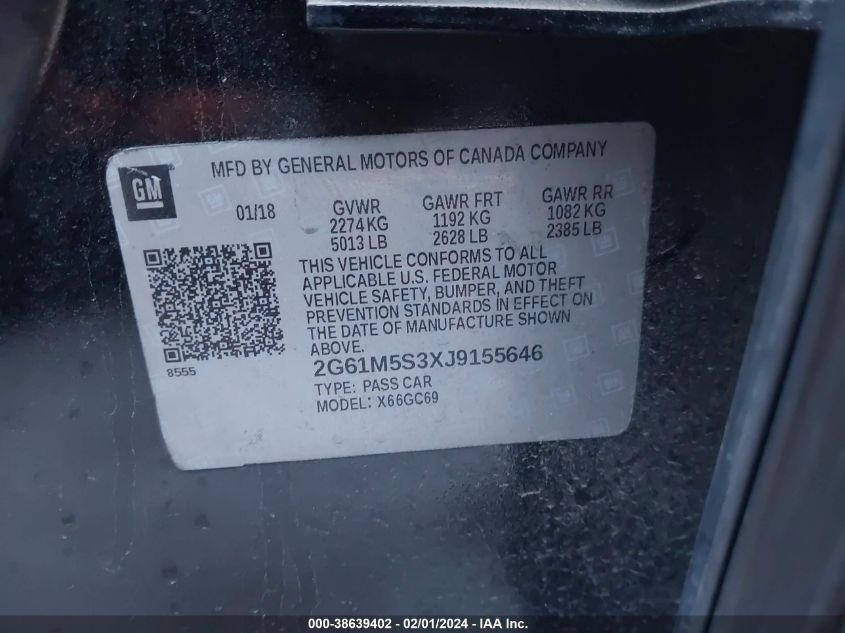 MFD BY GENERAL MOTORS OF CANADA COMPANY
GM
01/18
GVWR
2274 KG
5013 LB
GAWR FRT
1192 KG
2628 LB
GAWR RR
1082 KG
2385 LB
THIS VEHICLE CONFORMS TO ALL
APPLICABLE U.S. FEDERAL MOTOR
VEHICLE SAFETY, BUMPER, AND THEFT
PREVENTION STANDARDS IN EFFECT ON
THE DATE OF MANUFACTURE SHOWN
ABOVE.
8555
2G61M5S3XJ9155646
TYPE: PASS CAR
MODEL: X66GC69
000-38639402 - 02/01/2024 - IAA Inc.